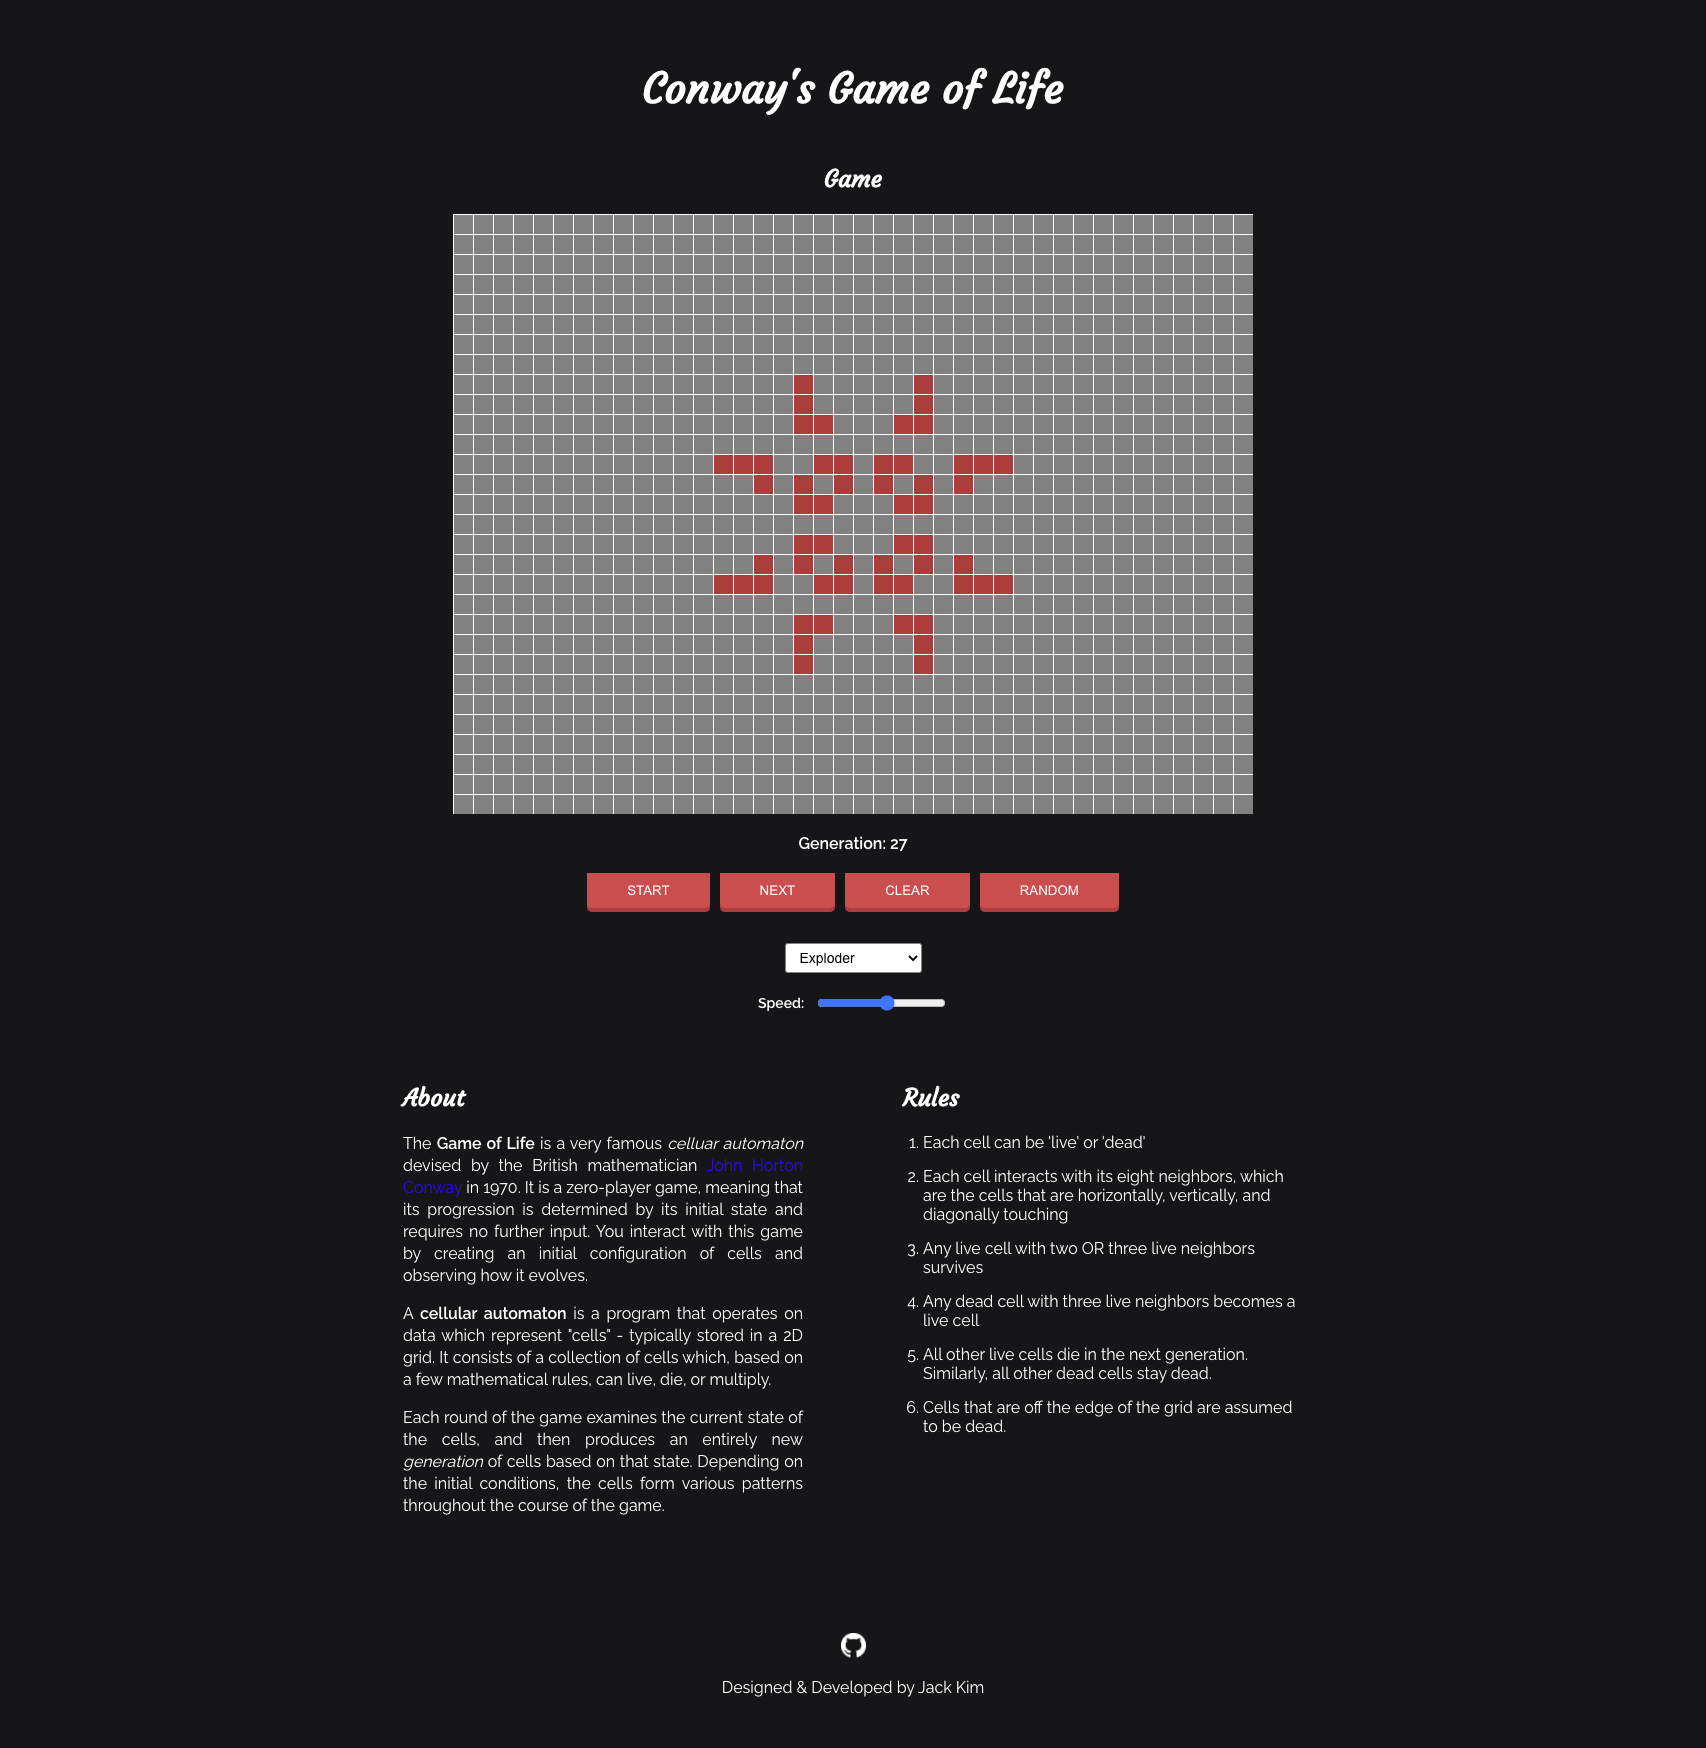 Conway's Game of Life
Game
Generation: 27
START
NEXT
CLEAR
RANDOM
Exploder
Speed:
About
The Game of Life is a very famous celluar automaton
devised by the British mathematician John Horton
Conway in 1970. It is a zero-player game, meaning that
its progression is determined by its initial state and
requires no further input. You interact with this game
by creating an initial configuration of cells and
observing how it evolves.
A cellular automaton is a program that operates on
data which represent "cells" - typically stored in a 2D
grid. It consists of a collection of cells which, based on
a few mathematical rules, can live, die, or multiply.
Each round of the game examines the current state of
the cells, and then produces an entirely new
generation of cells based on that state. Depending on
the initial conditions, the cells form various patterns
throughout the course of the game.
Rules
1. Each cell can be 'live' or 'dead'
2. Each cell interacts with its eight neighbors, which
are the cells that are horizontally, vertically, and
diagonally touching
3. Any live cell with two OR three live neighbors
survives
4. Any dead cell with three live neighbors becomes a
live cell
5. All other live cells die in the next generation.
Similarly, all other dead cells stay dead.
6. Cells that are off the edge of the grid are assumed
to be dead.
Designed & Developed by Jack Kim